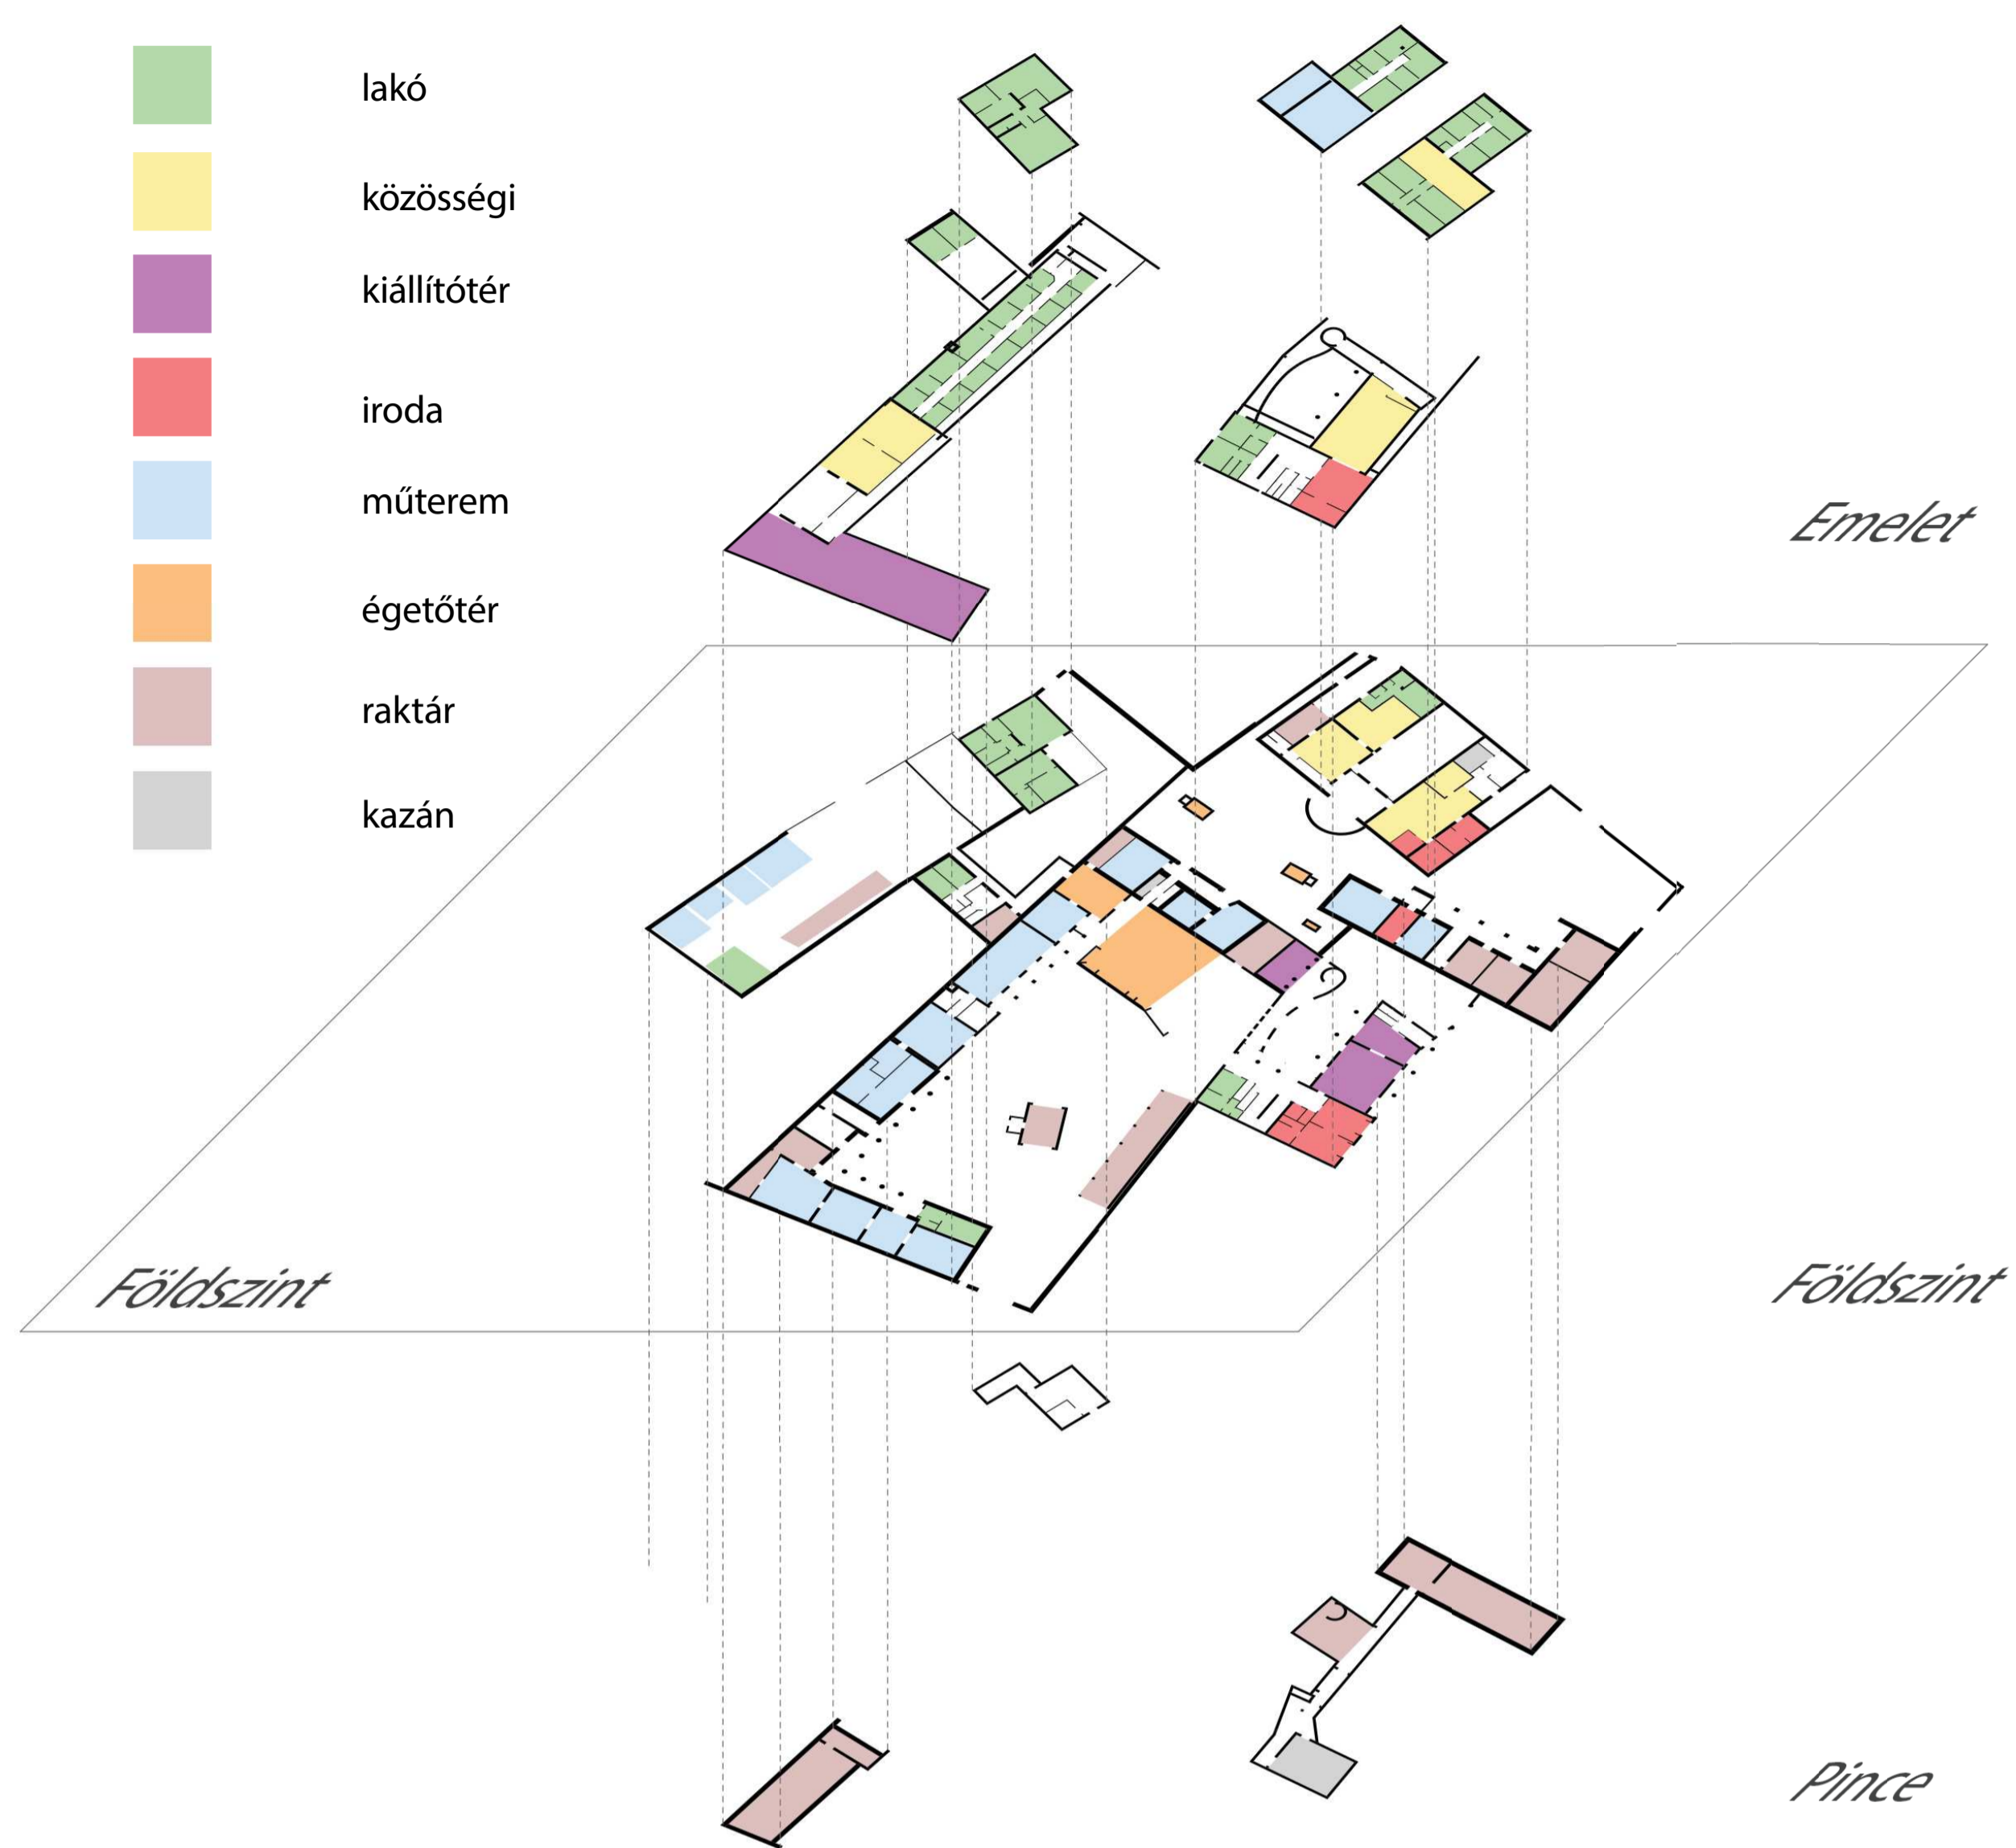 lakó
közösségi
kiállítótér
iroda
műterem
égetőtér
raktár
kazán
Emelet
Földszint
Földszint
Pince